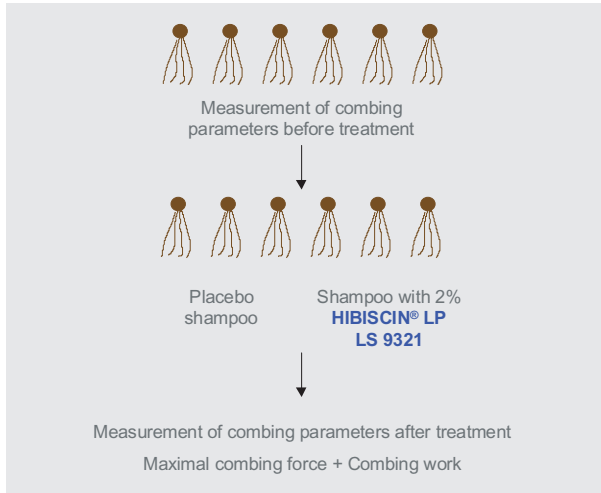 Measurement of combing
parameters before treatment
Placebo
shampoo
Shampoo with 2%
HIBISCIN® LP
LS 9321
Measurement of combing parameters after treatment
Maximal combing force + Combing work